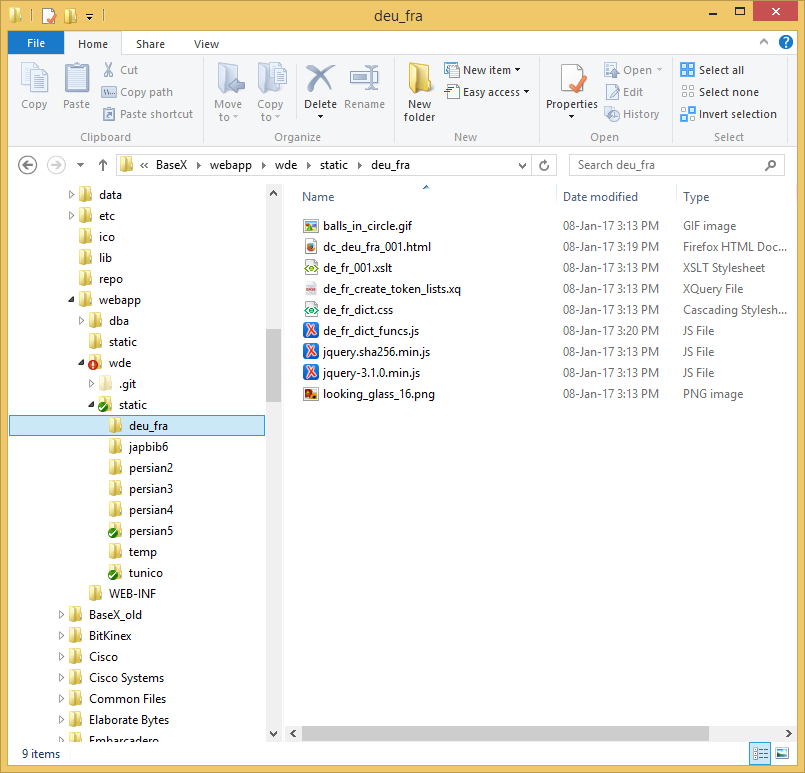 deu_fra
File Home Share View
Copy
Paste
Cut
Copy path
Paste shortcut
Clipboard
Move to
Copy to
Delete
Rename
Organize
New folder
New item
Easy access
New
Properties
Open
Edit
History
Open
Select all
Select none
Invert selection
Select
« BaseX webapp wde static deu_fra
Search deu_fra
data
etc
ico
lib
repo
webapp
dba
static
wde
.git
static
deu_fra
japbib6
persian2
persian3
persian4
persian5
temp
tunico
WEB-INF
BaseX_old
BitKinex
Cisco
Cisco Systems
Common Files
Elaborate Bytes
Embarcadero
Name Date modified Type
balls_in_circle.gif 08-Jan-17 3:13 PM GIF image
dc_deu_fra_001.html 08-Jan-17 3:19 PM Firefox HTML Doc...
de_fr_001.xslt 08-Jan-17 3:13 PM XSLT Stylesheet
de_fr_create_token_lists.xq 08-Jan-17 3:13 PM XQuery File
de_fr_dict.css 08-Jan-17 3:13 PM Cascading Stylesh...
de_fr_dict_funcs.js 08-Jan-17 3:20 PM JS File
jquery.sha256.min.js 08-Jan-17 3:13 PM JS File
jquery-3.1.0.min.js 08-Jan-17 3:13 PM JS File
looking_glass_16.png 08-Jan-17 3:13 PM PNG image
9 items